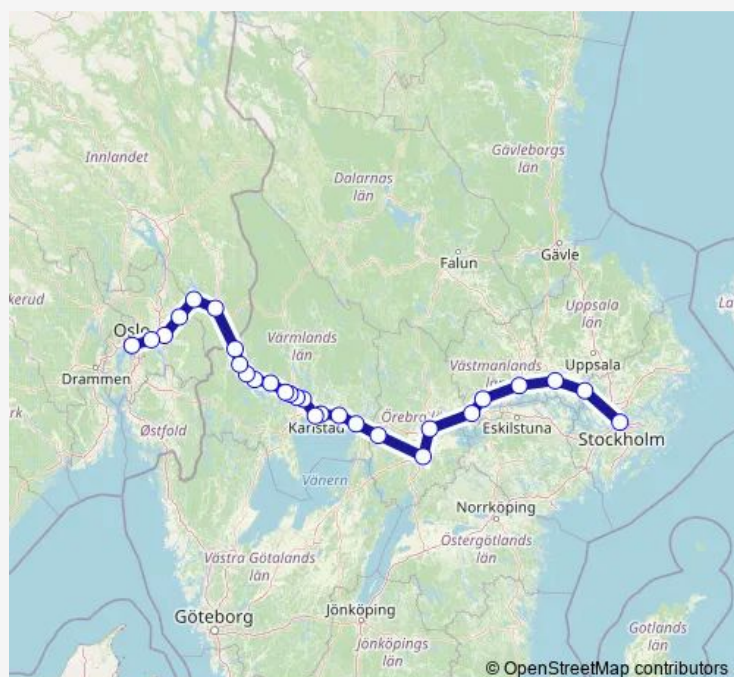 Innlandet
Gävleborgs
län
Dalarnas
län
Gävle
Falun
Uppsala
län
Oslo
Värmlands
län
Västmanlands
län
Uppsala
Drammen
Østfold
Karlstad
Örebro
Eskilstuna
Stockholm
Vänern
Norrköping
Östergötlands
län
Västra Götalands
län
Göteborg
Jönköping
Jönköpings
län
Gotlands
län
© OpenStreetMap contributors